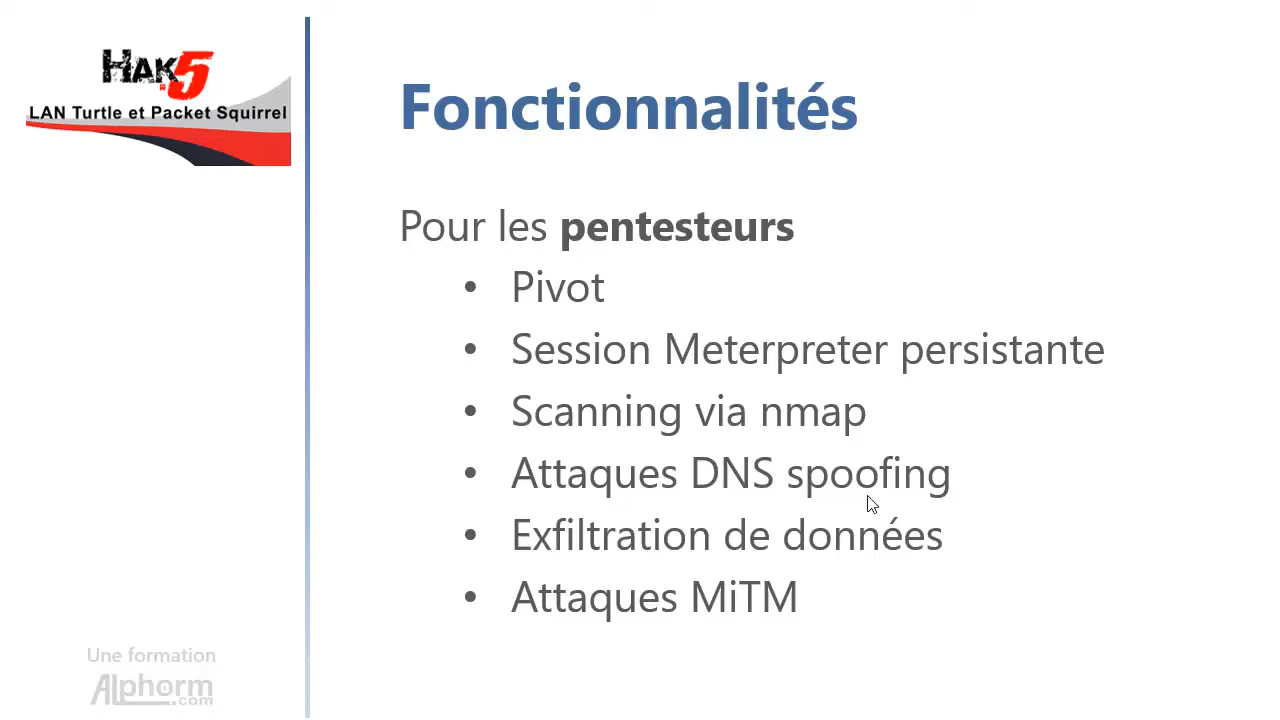 HAK5
LAN Turtle et Packet Squirrel
Fonctionnalités
Pour les pentesteurs
• Pivot
• Session Meterpreter persistante
• Scanning via nmap
• Attaques DNS spoofing
• Exfiltration de données
• Attaques MiTM
Une formation
Alphorm
.com